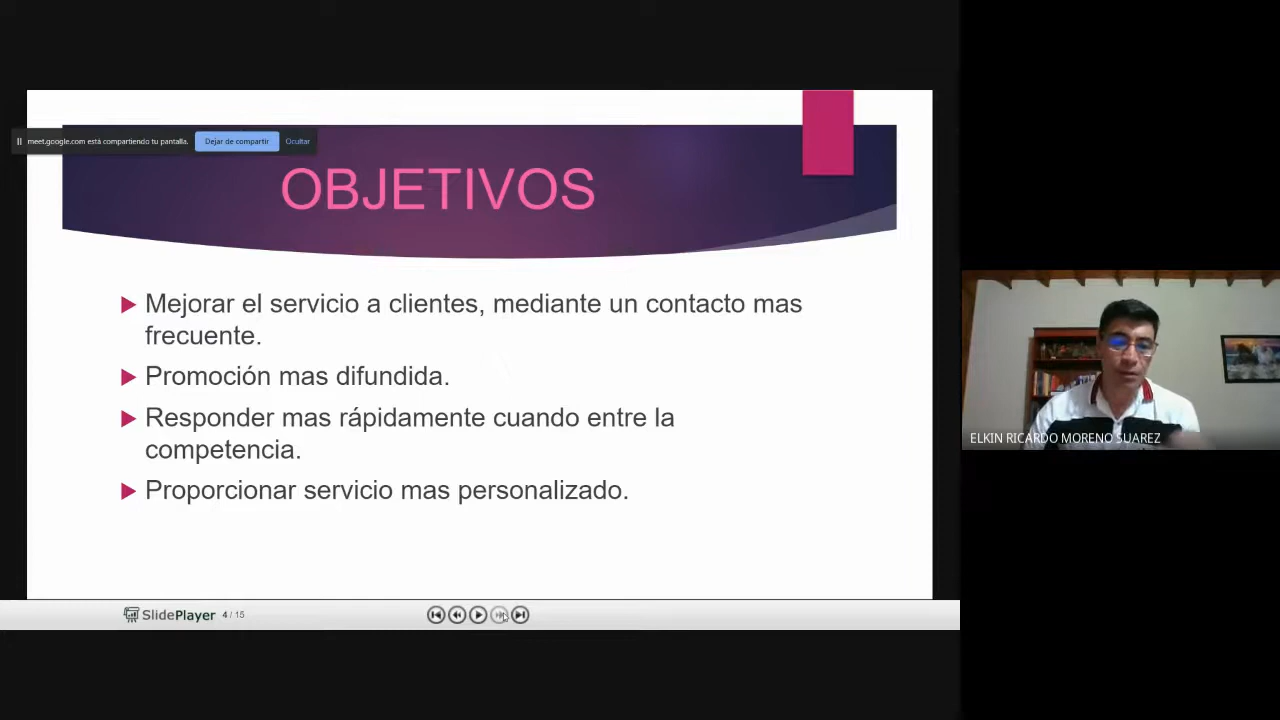 meet.google.com está compartiendo tu pantalla. Dejar de compartir Ocultar
OBJETIVOS
Mejorar el servicio a clientes, mediante un contacto mas
frecuente.
Promoción mas difundida.
Responder mas rápidamente cuando entre la
competencia.
Proporcionar servicio mas personalizado.
ELKIN RICARDO MORENO SUAREZ
SlidePlayer 4 / 15